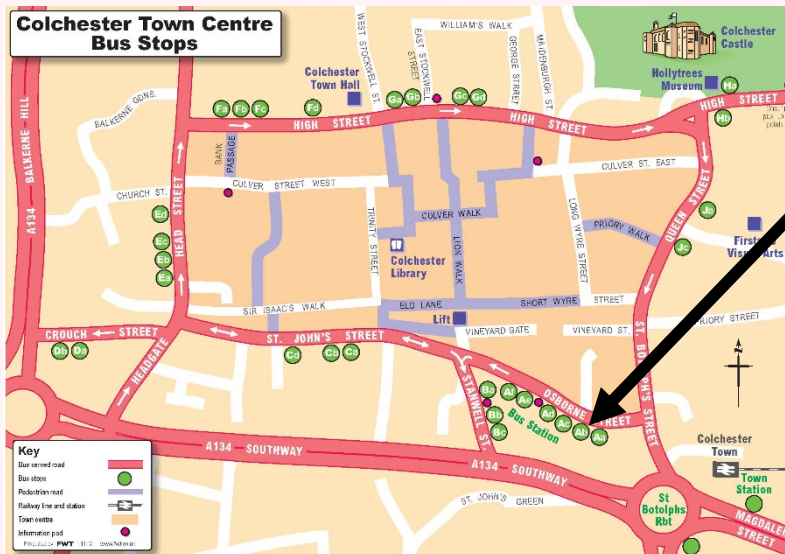 Colchester Town Centre
Bus Stops
WILLIAM'S WALK
WEST STOCKWELL ST.
EAST STOCKWELL STREET
GEORGE STREET
MAIDENBURGH ST.
Colchester
Castle
Hollytrees
Museum
Colchester
Town Hall
BALKERNE HILL
A134
BALKERNE GDNS.
Fa
Fb
Fc
Fd
Ga
Gb
Gc
Gd
Ha
Hb
HIGH STREET
HIGH STREET
HIGH STREET
BANK PASSAGE
CHURCH ST.
CULVER STREET WEST
CULVER ST. EAST
HEAD STREET
Ed
Ec
Eb
Ea
TRINITY STREET
CULVER WALK
LION WALK
LONG WYRE STREET
PRIORY WALK
QUEEN STREET
Ja
Jc
Colchester
Library
SIR ISAAC'S WALK
ELD LANE
SHORT WYRE STREET
Lift
VINEYARD GATE
VINEYARD ST.
PRIORY STREET
ST. BOTOLPH'S STREET
CROUCH STREET
Db
Da
HEADGATE
ST. JOHN'S STREET
Cd
Cb
Ca
STANWELL ST.
Ba
Bb
Bc
Af
Ae
Ad
Ac
Ab
Aa
Bus Station
OSBORNE STREET
N
A134 SOUTHWAY
A134 SOUTHWAY
ST. JOHN'S GREEN
Colchester
Town
Town
Station
St
Botolphs
Rbt
MAGDALEN
STREET
Key
Bus served road
Bus stops
Pedestrian road
Railway line and station
Town centre
Information pod
FWT